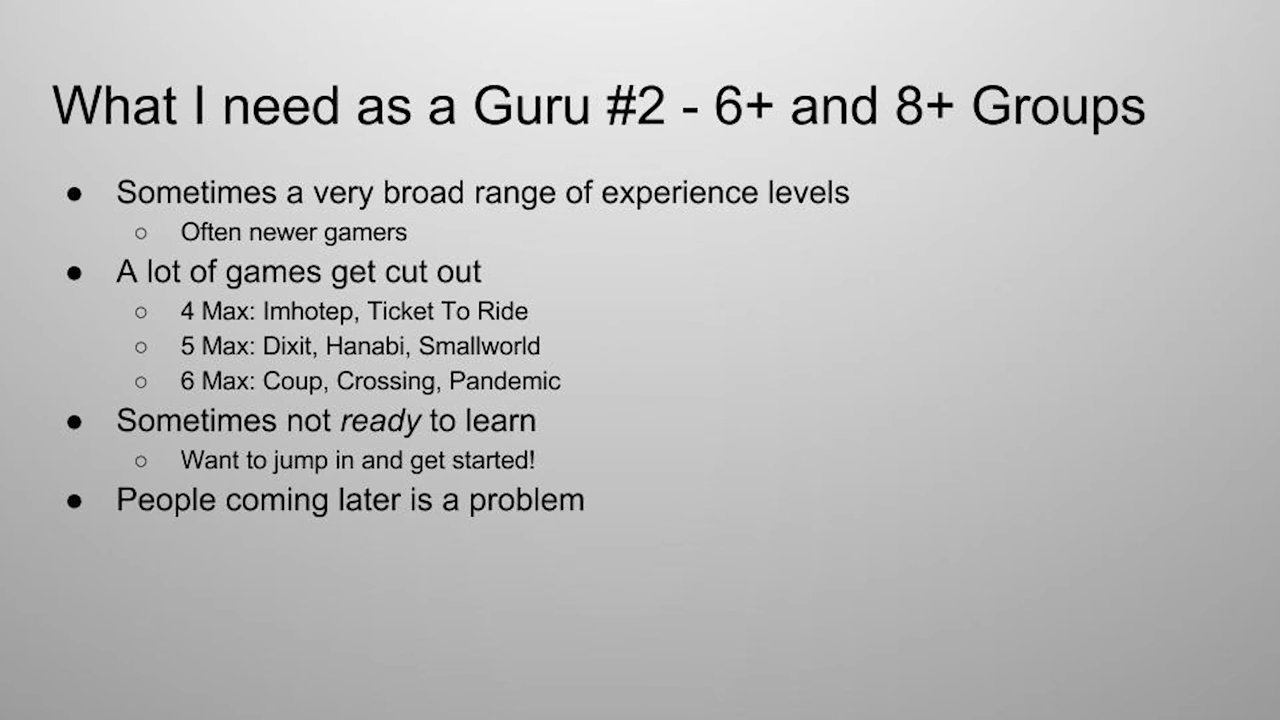 What I need as a Guru #2 - 6+ and 8+ Groups
● Sometimes a very broad range of experience levels
○ Often newer gamers
● A lot of games get cut out
○ 4 Max: Imhotep, Ticket To Ride
○ 5 Max: Dixit, Hanabi, Smallworld
○ 6 Max: Coup, Crossing, Pandemic
● Sometimes not ready to learn
○ Want to jump in and get started!
● People coming later is a problem